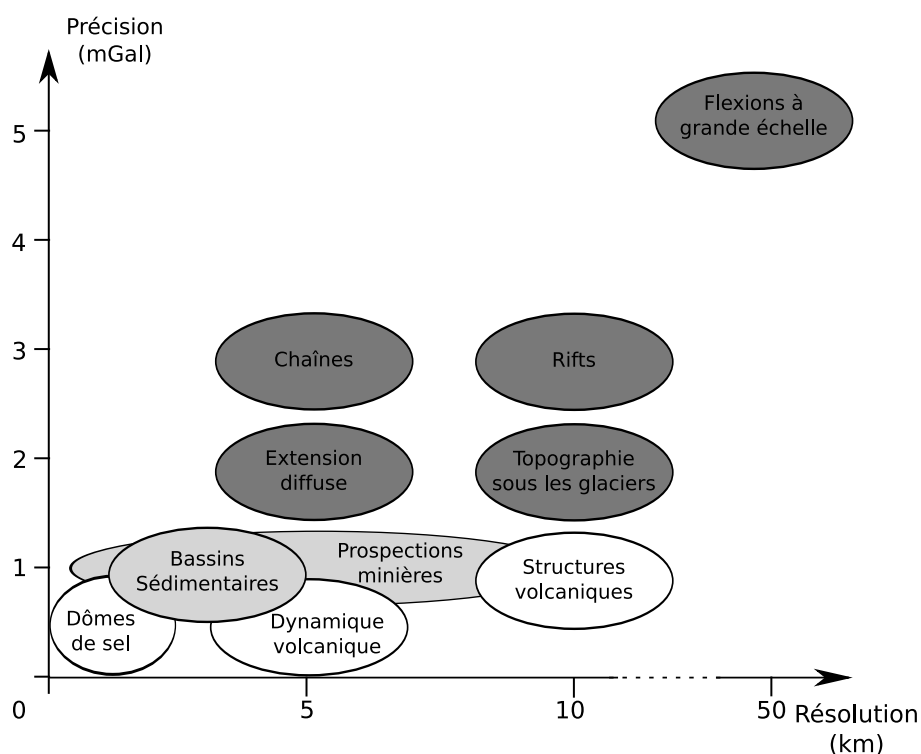 Précision
(mGal)
Flexions à
grande échelle
5
4
3
Chaînes
Rifts
2
Extension
diffuse
Topographie
sous les glaciers
1
Bassins
Sédimentaires
Prospections
minières
Structures
volcaniques
Dômes
de sel
Dynamique
volcanique
0
5
10
50
Résolution
(km)